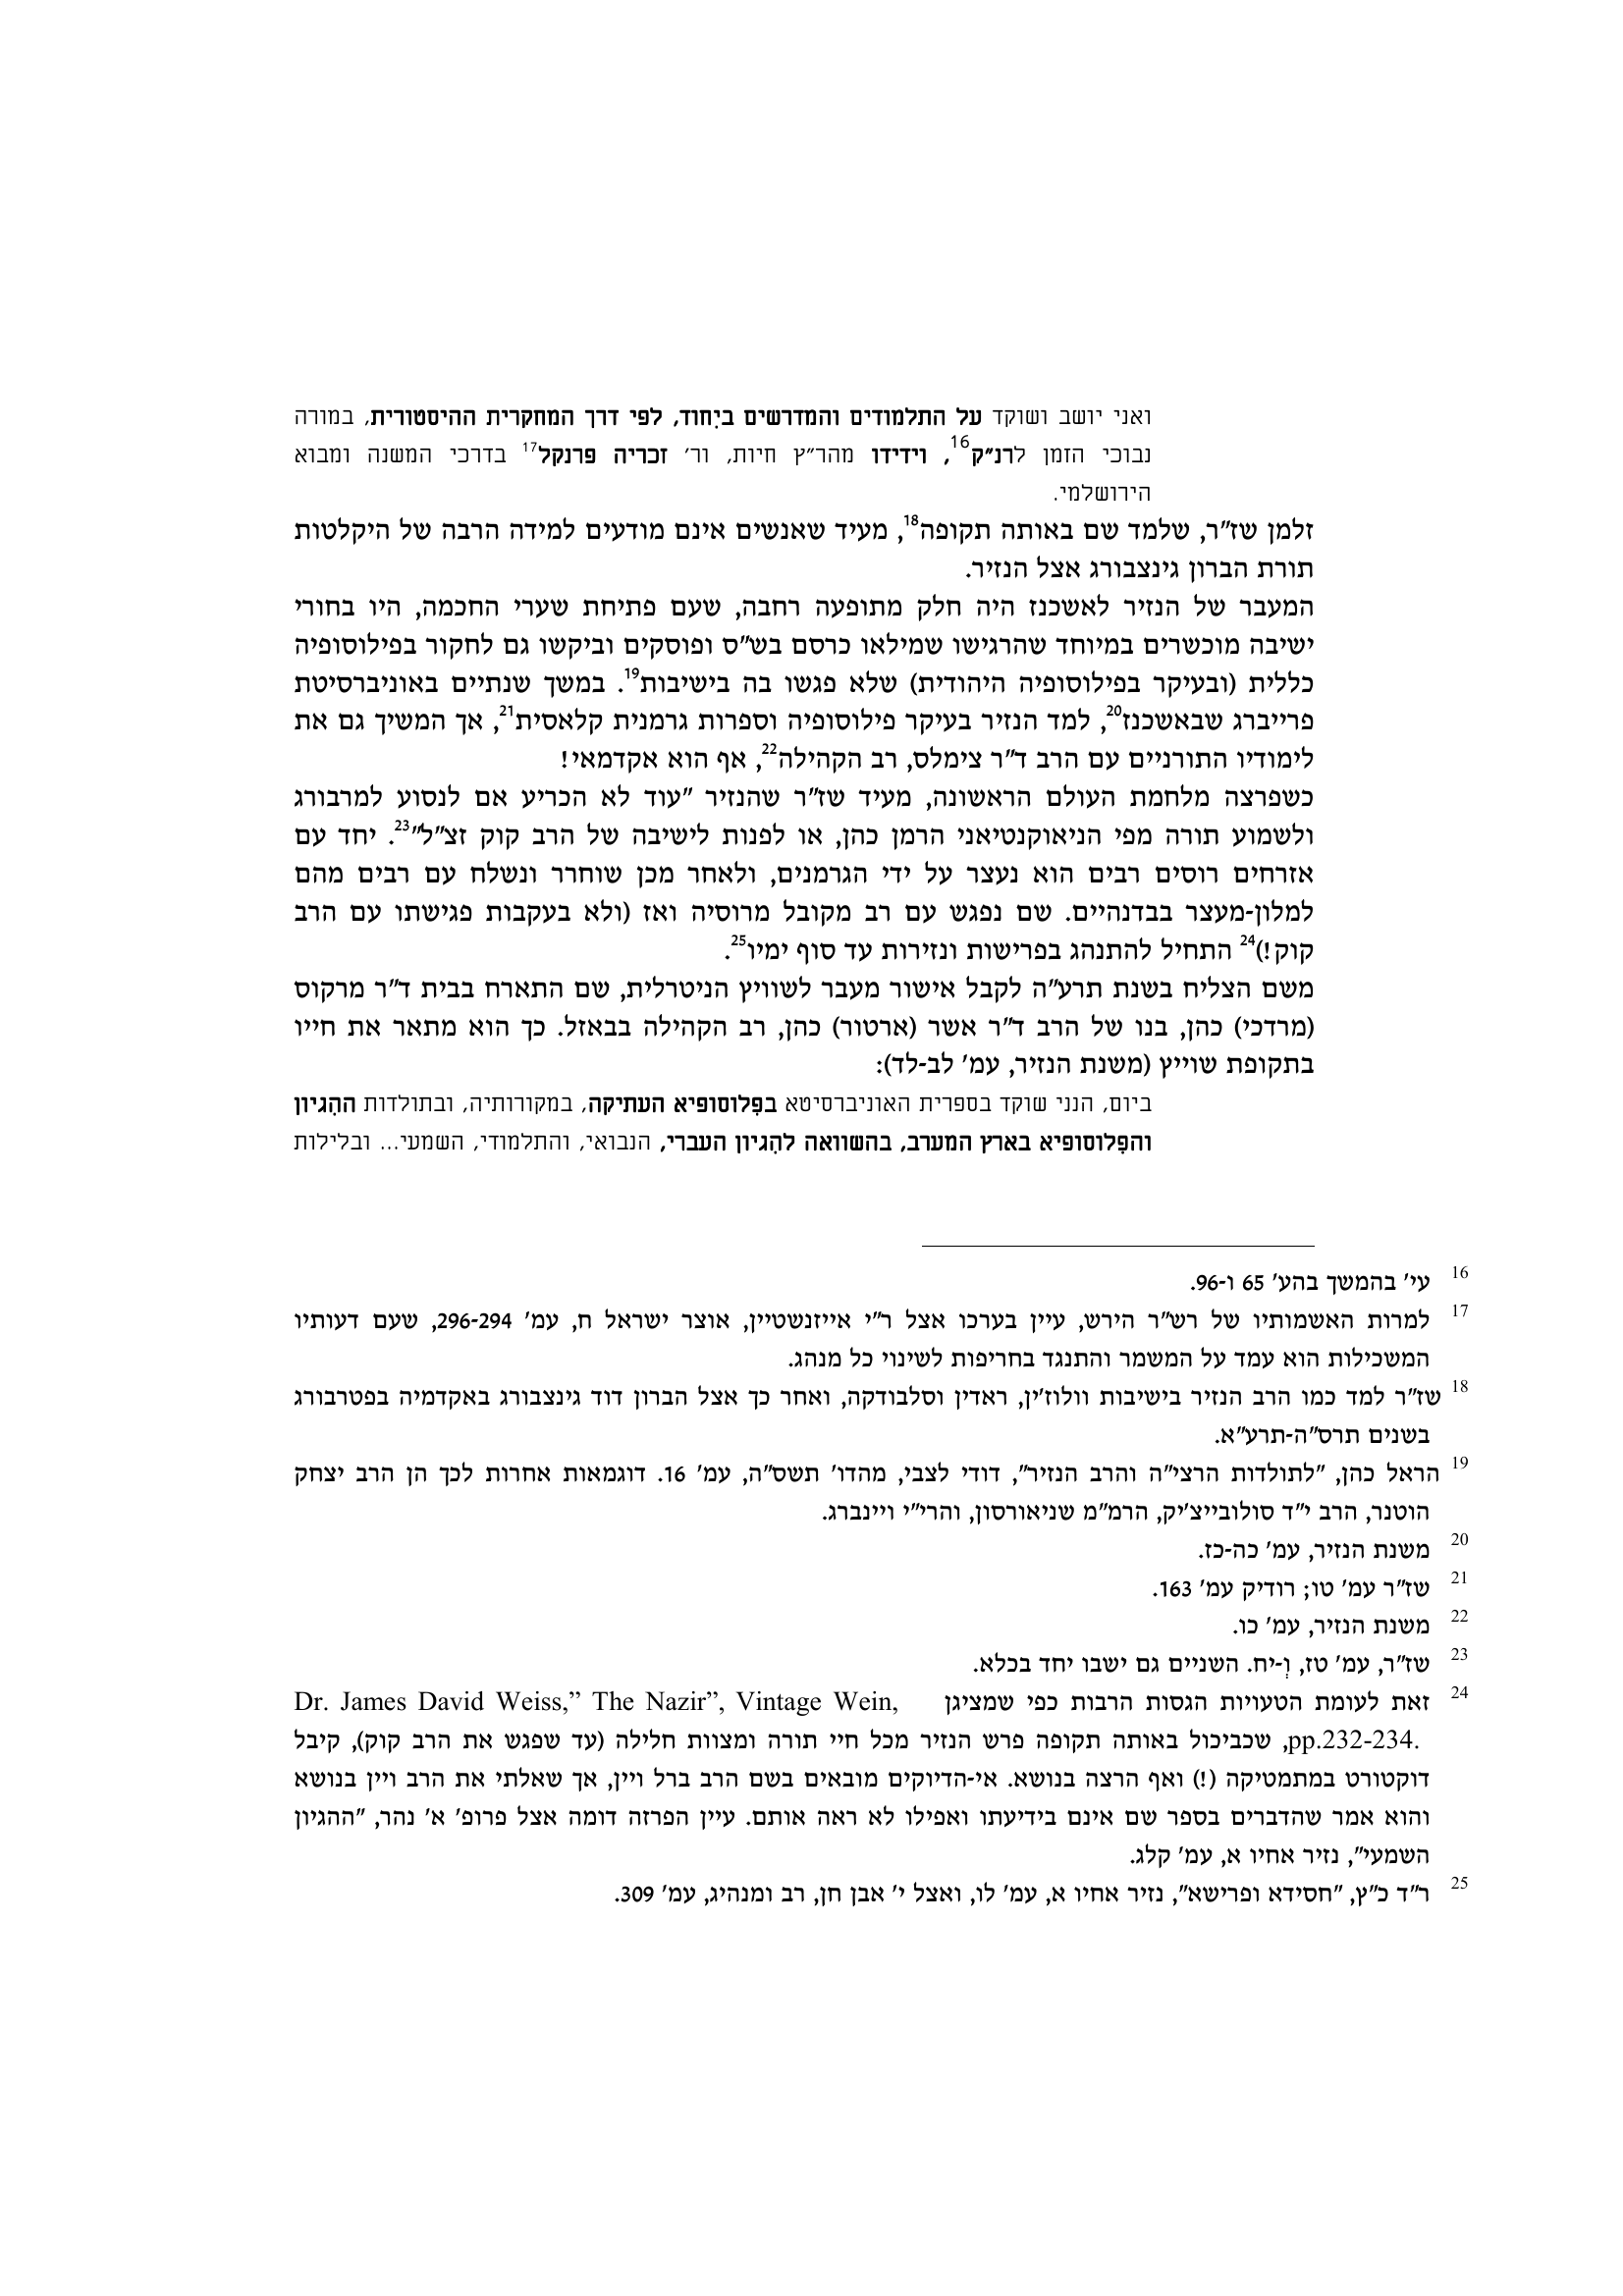 ואני יושב ושוקד על התלמודים והמדרשים ביִחוד, לפי דרך המחקרית ההיסטורית, במורה
נבוכי הזמן לרנ״ק16, וידידו מהר״ץ חיות, ור׳ זכריה פרנקל17 בדרכי המשנה ומבוא
הירושלמי.
זלמן שז"ר, שלמד שם באותה תקופה18, מעיד שאנשים אינם מודעים למידה הרבה של היקלטות
תורת הברון גינצבורג אצל הנזיר.
המעבר של הנזיר לאשכנז היה חלק מתופעה רחבה, שעם פתיחת שערי החכמה, היו בחורי
ישיבה מוכשרים במיוחד שהרגישו שמילאו כרסם בש"ס ופוסקים וביקשו גם לחקור בפילוסופיה
כללית (ובעיקר בפילוסופיה היהודית) שלא פגשו בה בישיבות19. במשך שנתיים באוניברסיטת
פרייברג שבאשכנז20, למד הנזיר בעיקר פילוסופיה וספרות גרמנית קלאסית21, אך המשיך גם את
לימודיו התורניים עם הרב ד"ר צימלס, רב הקהילה22, אף הוא אקדמאי!
כשפרצה מלחמת העולם הראשונה, מעיד שז"ר שהנזיר "עוד לא הכריע אם לנסוע למרבורג
ולשמוע תורה מפי הניאוקנטיאני הרמן כהן, או לפנות לישיבה של הרב קוק זצ"ל"23. יחד עם
אזרחים רוסים רבים הוא נעצר על ידי הגרמנים, ולאחר מכן שוחרר ונשלח עם רבים מהם
למלון-מעצר בבדנהיים. שם נפגש עם רב מקובל מרוסיה ואז (ולא בעקבות פגישתו עם הרב
קוק!)24 התחיל להתנהג בפרישות ונזירות עד סוף ימיו25.
משם הצליח בשנת תרע"ה לקבל אישור מעבר לשוויץ הניטרלית, שם התארח בבית ד"ר מרקוס
(מרדכי) כהן, בנו של הרב ד"ר אשר (ארטור) כהן, רב הקהילה בבאזל. כך הוא מתאר את חייו
בתקופת שוייץ (משנת הנזיר, עמ' לב-לד):
ביום, הנני שוקד בספרית האוניברסיטא בפִלוסופיא העתיקה, במקורותיה, ובתולדות ההִגיון
והפִלוסופיא בארץ המערב, בהשוואה להִגיון העברי, הנבואי, והתלמודי, השמעי... ובלילות
16 עי' בהמשך בהע' 65 ו-96.
17 למרות האשמותיו של רש"ר הירש, עיין בערכו אצל ר"י אייזנשטיין, אוצר ישראל ח, עמ' 296-294, שעם דעותיו
המשכילות הוא עמד על המשמר והתנגד בחריפות לשינוי כל מנהג.
18 שז"ר למד כמו הרב הנזיר בישיבות וולוז'ין, ראדין וסלבודקה, ואחר כך אצל הברון דוד גינצבורג באקדמיה בפטרבורג
בשנים תרס"ה-תרע"א.
19 הראל כהן, "לתולדות הרצי"ה והרב הנזיר", דודי לצבי, מהדו' תשס"ה, עמ' 16. דוגמאות אחרות לכך הן הרב יצחק
הוטנר, הרב י"ד סולובייצ'יק, הרמ"מ שניאורסון, והרי"י ויינברג.
20 משנת הנזיר, עמ' כה-כז.
21 שז"ר עמ' טו; רודיק עמ' 163.
22 משנת הנזיר, עמ' כו.
23 שז"ר, עמ' טז, וְ-יח. השניים גם ישבו יחד בכלא.
24 זאת לעומת הטעויות הגסות הרבות כפי שמציגן Dr. James David Weiss,” The Nazir”, Vintage Wein,
pp.232-234., שכביכול באותה תקופה פרש הנזיר מכל חיי תורה ומצוות חלילה (עד שפגש את הרב קוק), קיבל
דוקטורט במתמטיקה (!) ואף הרצה בנושא. אי-הדיוקים מובאים בשם הרב ברל ויין, אך שאלתי את הרב ויין בנושא
והוא אמר שהדברים בספר שם אינם בידיעתו ואפילו לא ראה אותם. עיין הפרזה דומה אצל פרופ' א' נהר, "ההגיון
השמעי", נזיר אחיו א, עמ' קלג.
25 ר"ד כ"ץ, "חסידא ופרישא", נזיר אחיו א, עמ' לו, ואצל י' אבן חן, רב ומנהיג, עמ' 309.